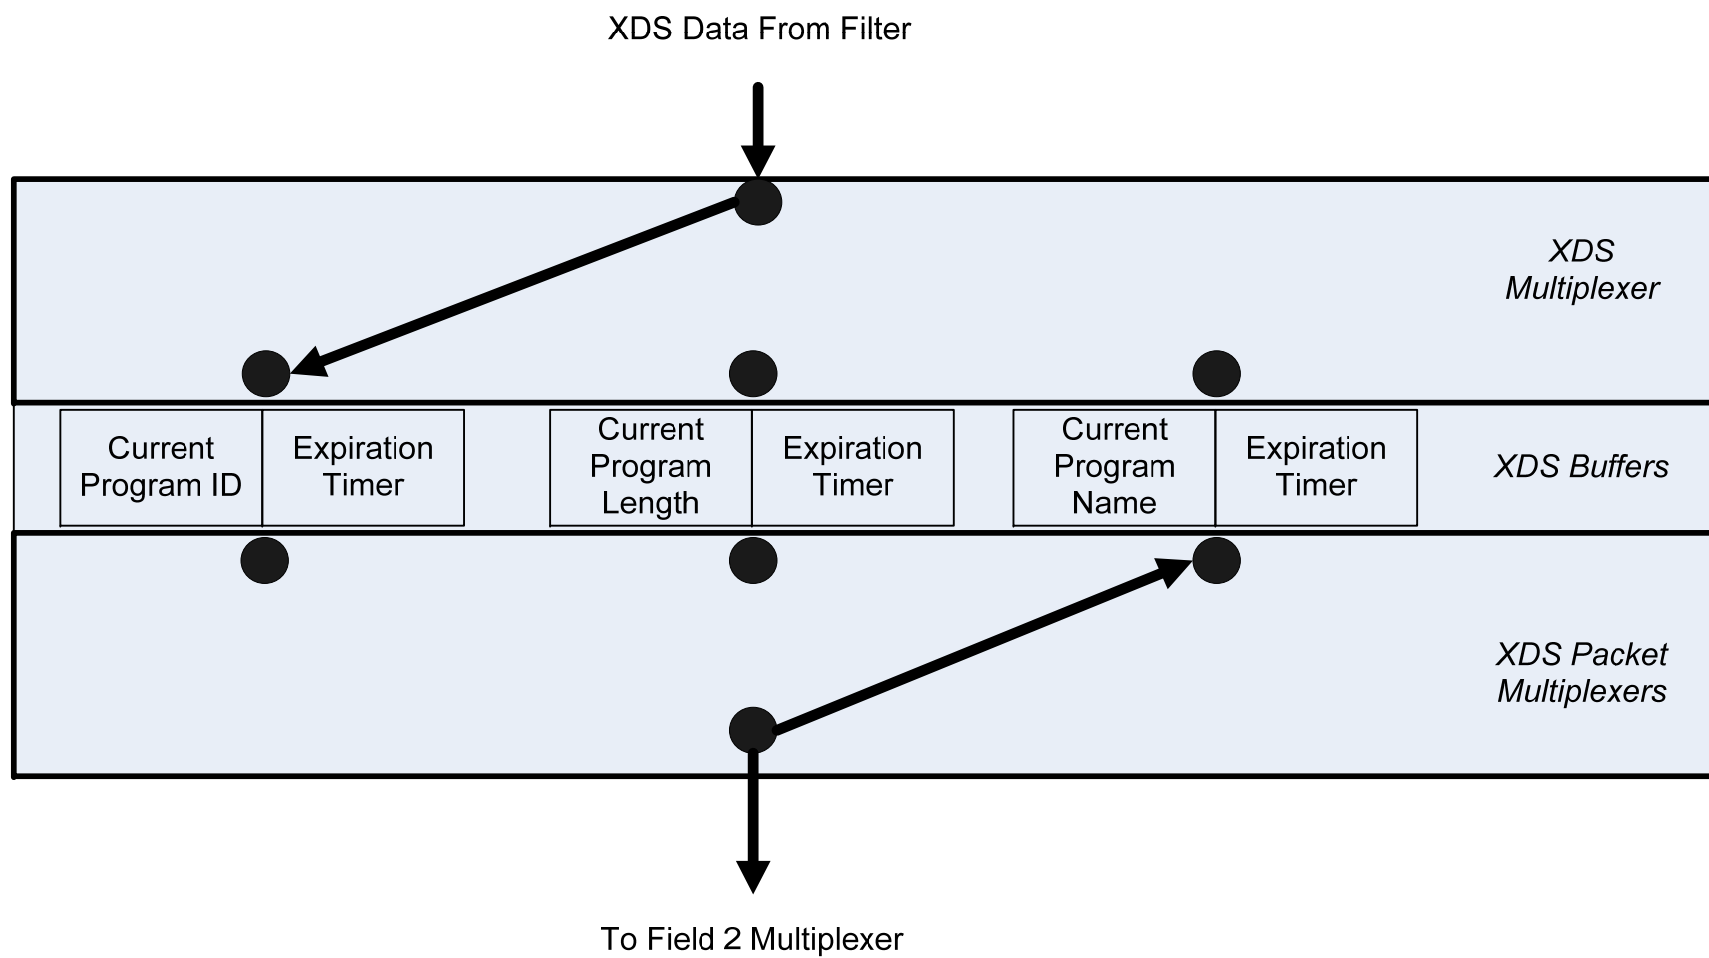 XDS Data From Filter
XDS
Multiplexer
Current
Program ID
Expiration
Timer
Current
Program
Length
Expiration
Timer
Current
Program
Name
Expiration
Timer
XDS Buffers
XDS Packet
Multiplexers
To Field 2 Multiplexer